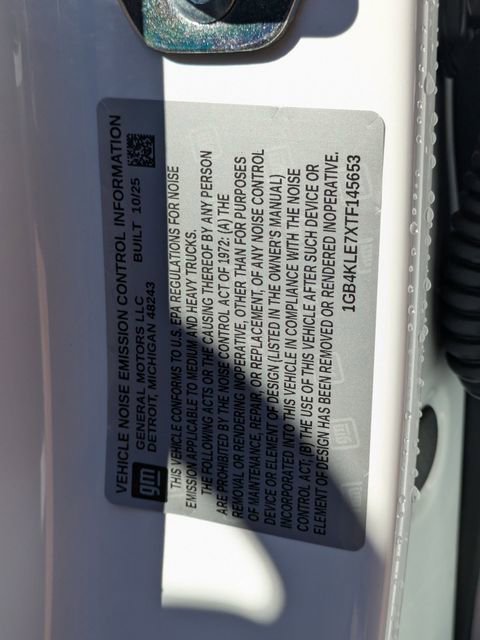 VEHICLE NOISE EMISSION CONTROL INFORMATION
gm
GENERAL MOTORS LLC BUILT 10/25
DETROIT, MICHIGAN 48243
THIS VEHICLE CONFORMS TO U.S. EPA REGULATIONS FOR NOISE
EMISSION APPLICABLE TO MEDIUM AND HEAVY TRUCKS.
THE FOLLOWING ACTS OR THE CAUSING THEREOF BY ANY PERSON
ARE PROHIBITED BY THE NOISE CONTROL ACT OF 1972: (A) THE
REMOVAL OR RENDERING INOPERATIVE, OTHER THAN FOR PURPOSES
OF MAINTENANCE, REPAIR, OR REPLACEMENT, OF ANY NOISE CONTROL
DEVICE OR ELEMENT OF DESIGN (LISTED IN THE OWNER'S MANUAL)
INCORPORATED INTO THIS VEHICLE IN COMPLIANCE WITH THE NOISE
CONTROL ACT; (B) THE USE OF THIS VEHICLE AFTER SUCH DEVICE OR
ELEMENT OF DESIGN HAS BEEN REMOVED OR RENDERED INOPERATIVE.
1GB4KLE7XTF145653